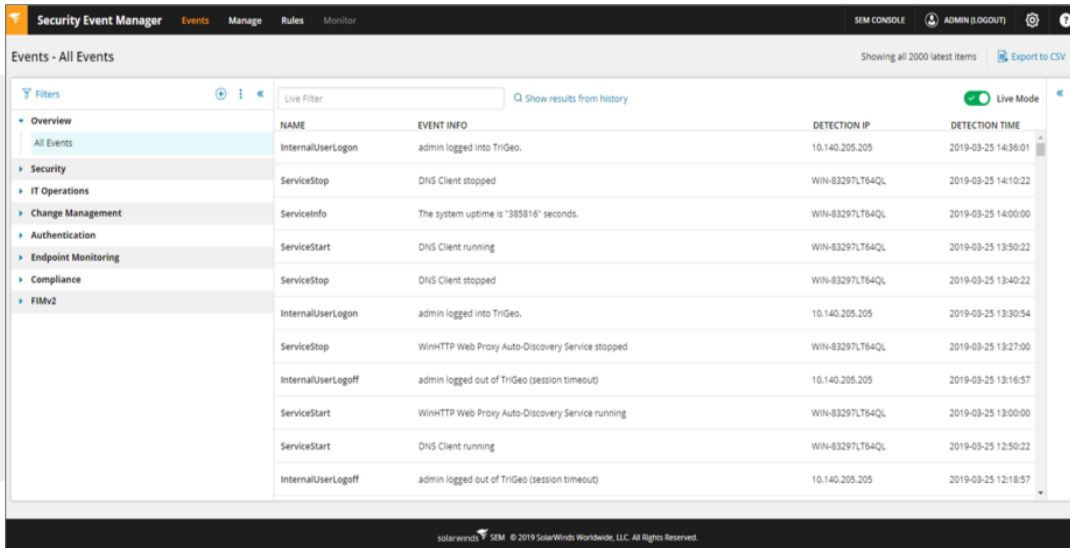 Security Event Manager Events Manage Rules Monitor SEM CONSOLE ADMIN (LOGOUT) ?
Events - All Events Showing all 2000 latest items Export to CSV
Filters Live Filter Show results from history Live Mode
Overview
All Events
Security
IT Operations
Change Management
Authentication
Endpoint Monitoring
Compliance
FIMv2
NAME EVENT INFO DETECTION IP DETECTION TIME
InternalUserLogon admin logged into TriGeo. 10.140.205.205 2019-03-25 14:36:01
ServiceStop DNS Client stopped WIN-83297LT64QL 2019-03-25 14:10:22
ServiceInfo The system uptime is "385816" seconds. WIN-83297LT64QL 2019-03-25 14:00:00
ServiceStart DNS Client running WIN-83297LT64QL 2019-03-25 13:50:22
ServiceStop DNS Client stopped WIN-83297LT64QL 2019-03-25 13:40:22
InternalUserLogon admin logged into TriGeo. 10.140.205.205 2019-03-25 13:30:54
ServiceStop WinHTTP Web Proxy Auto-Discovery Service stopped WIN-83297LT64QL 2019-03-25 13:27:00
InternalUserLogoff admin logged out of TriGeo (session timeout) 10.140.205.205 2019-03-25 13:16:57
ServiceStart WinHTTP Web Proxy Auto-Discovery Service running WIN-83297LT64QL 2019-03-25 13:00:00
ServiceStart DNS Client running WIN-83297LT64QL 2019-03-25 12:50:22
InternalUserLogoff admin logged out of TriGeo (session timeout) 10.140.205.205 2019-03-25 12:18:57
solarwinds SEM © 2019 SolarWinds Worldwide, LLC. All Rights Reserved.